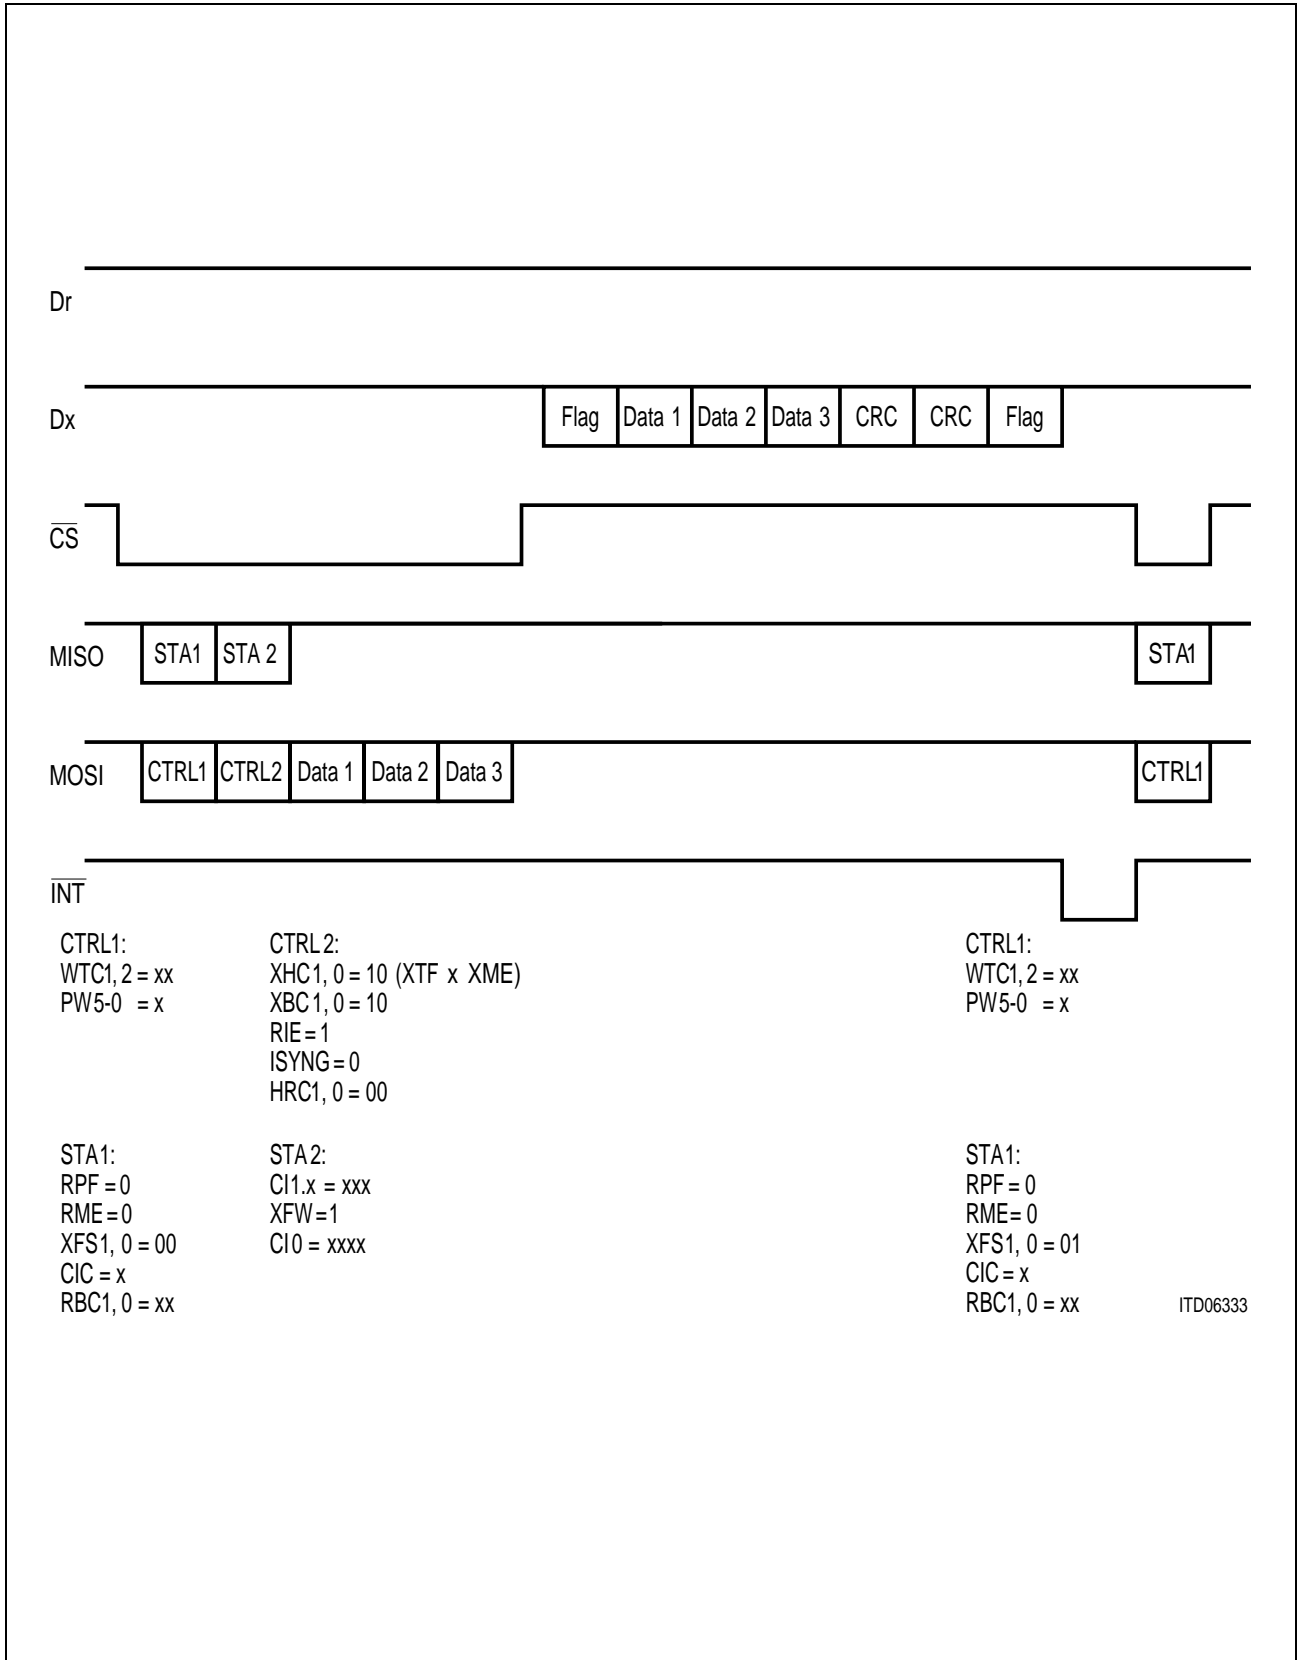 Dr
Dx
Flag Data 1 Data 2 Data 3 CRC CRC Flag
CS
MISO
STA1 STA 2 STA1
MOSI
CTRL1 CTRL2 Data 1 Data 2 Data 3 CTRL1
INT
CTRL1:
WTC1, 2 = xx
PW5-0 = x
CTRL 2:
XHC1, 0 = 10 (XTF x XME)
XBC1, 0 = 10
RIE = 1
ISYNG = 0
HRC1, 0 = 00
CTRL1:
WTC1, 2 = xx
PW5-0 = x
STA1:
RPF = 0
RME = 0
XFS1, 0 = 00
CIC = x
RBC1, 0 = xx
STA 2:
CI1.x = xxx
XFW = 1
CI0 = xxxx
STA1:
RPF = 0
RME = 0
XFS1, 0 = 01
CIC = x
RBC1, 0 = xx
ITD06333